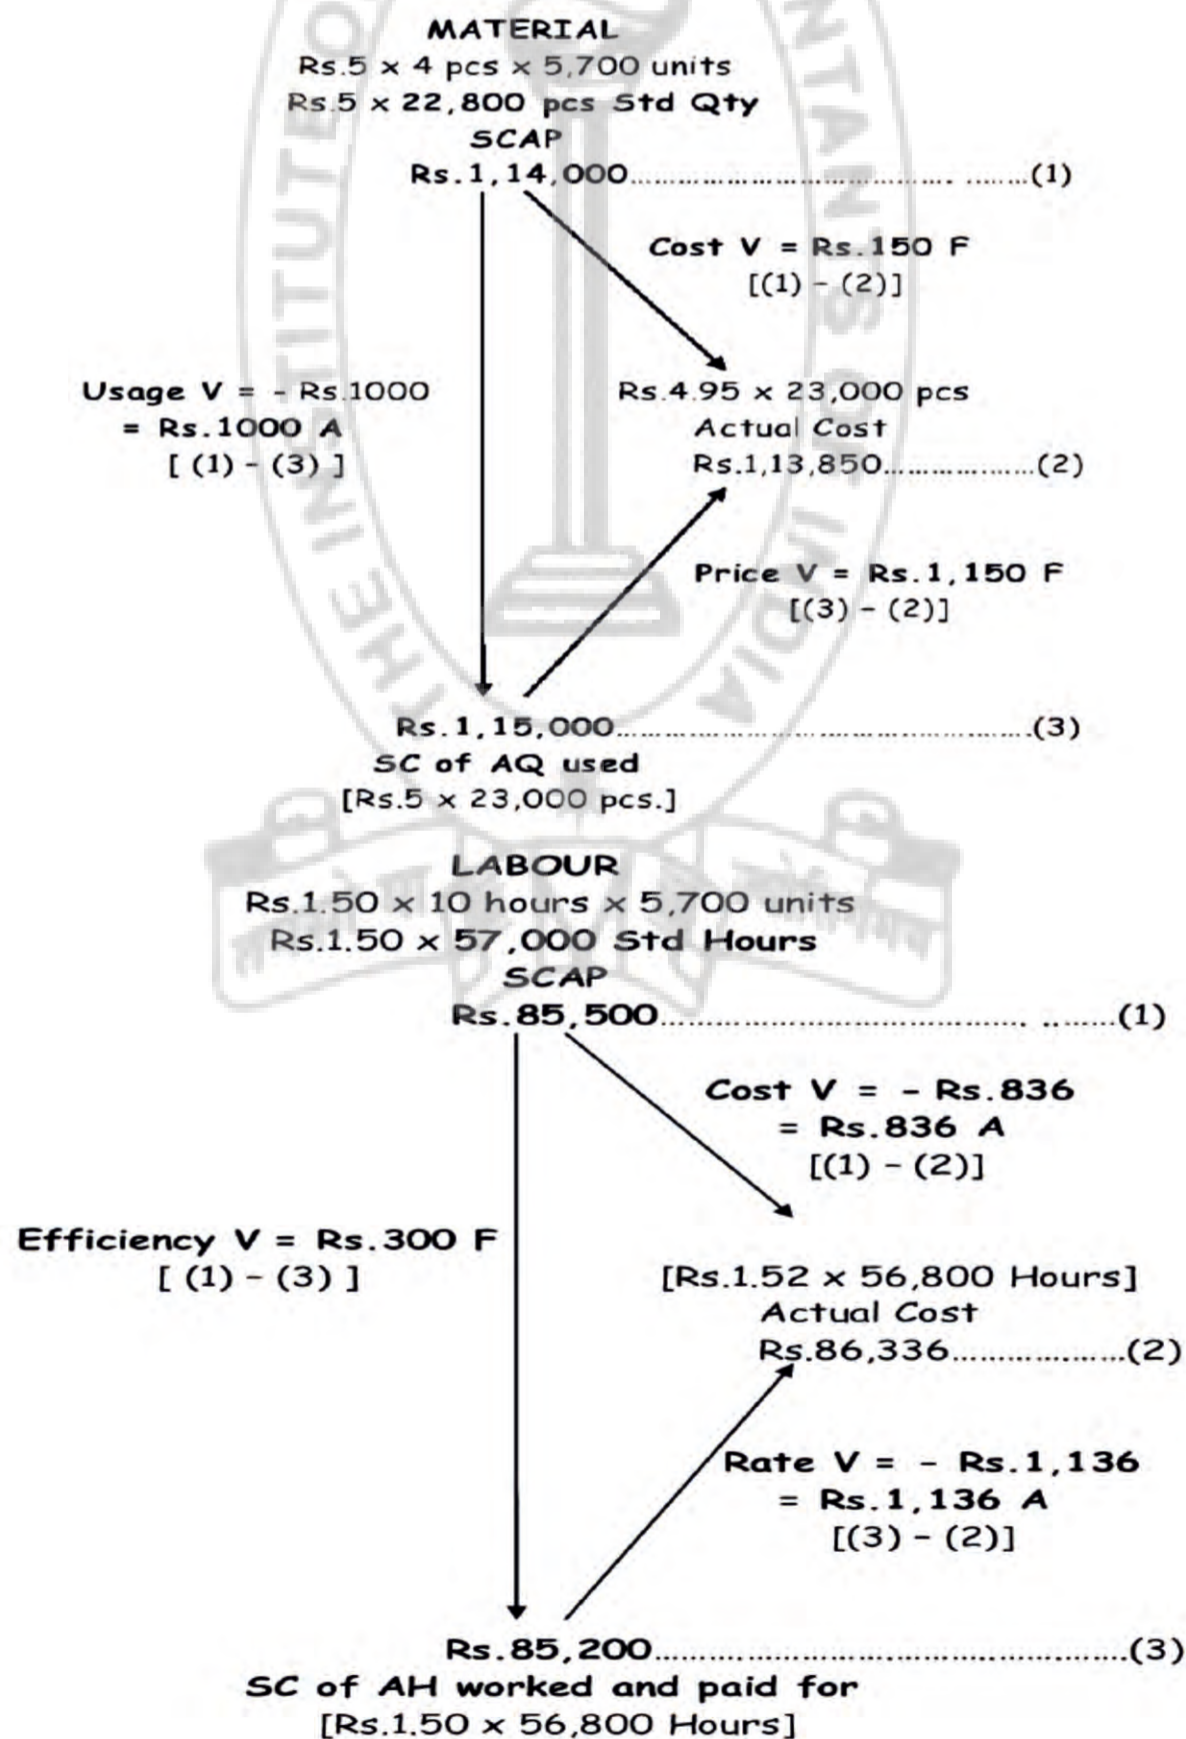 MATERIAL
Rs.5 x 4 pcs x 5,700 units
Rs.5 x 22,800 pcs Std Qty
SCAP
Rs.1,14,000........................................ .......(1)
Cost V = Rs.150 F
[(1) - (2)]
Usage V = - Rs.1000
= Rs.1000 A
[ (1) - (3) ]
Rs.4.95 x 23,000 pcs
Actual Cost
Rs.1,13,850..................(2)
Price V = Rs.1,150 F
[(3) - (2)]
Rs.1,15,000...................................................(3)
SC of AQ used
[Rs.5 x 23,000 pcs.]
THE INSTITUTE OF
NTANTS OF INDIA
LABOUR
Rs.1.50 x 10 hours x 5,700 units
Rs.1.50 x 57,000 Std Hours
SCAP
Rs.85,500........................................ ........(1)
Cost V = - Rs.836
= Rs.836 A
[(1) - (2)]
Efficiency V = Rs.300 F
[ (1) - (3) ]
[Rs.1.52 x 56,800 Hours]
Actual Cost
Rs.86,336...................(2)
Rate V = - Rs.1,136
= Rs.1,136 A
[(3) - (2)]
Rs.85,200...................................................(3)
SC of AH worked and paid for
[Rs.1.50 x 56,800 Hours]